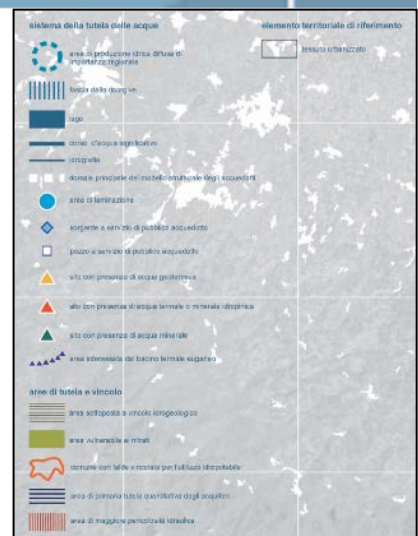 sistema della tutela delle acque
area di produzione idrica diffusa di
importanza regionale
fascia delle risorgive
lago
corso d'acqua significativo
idrografia
dorsale principale del modello strutturale degli acquedotti
area di laminazione
sorgente a servizio di pubblico acquedotto
pozzo a servizio di pubblico acquedotto
sito con presenza di acqua geotermica
sito con presenza di acque termale o minerale idropinica
sito con presenza di acqua minerale
area interessata dal bacino termale euganeo
aree di tutela e vincolo
area sottoposta a vincolo idrogeologico
area vulnerabile ai nitrati
comune con falde vincolate per l'utilizzo idropotabile
area di primaria tutela quantitativa degli acquiferi
area di maggiore pericolosità idraulica
elemento territoriale di riferimento
tessuto urbanizzato